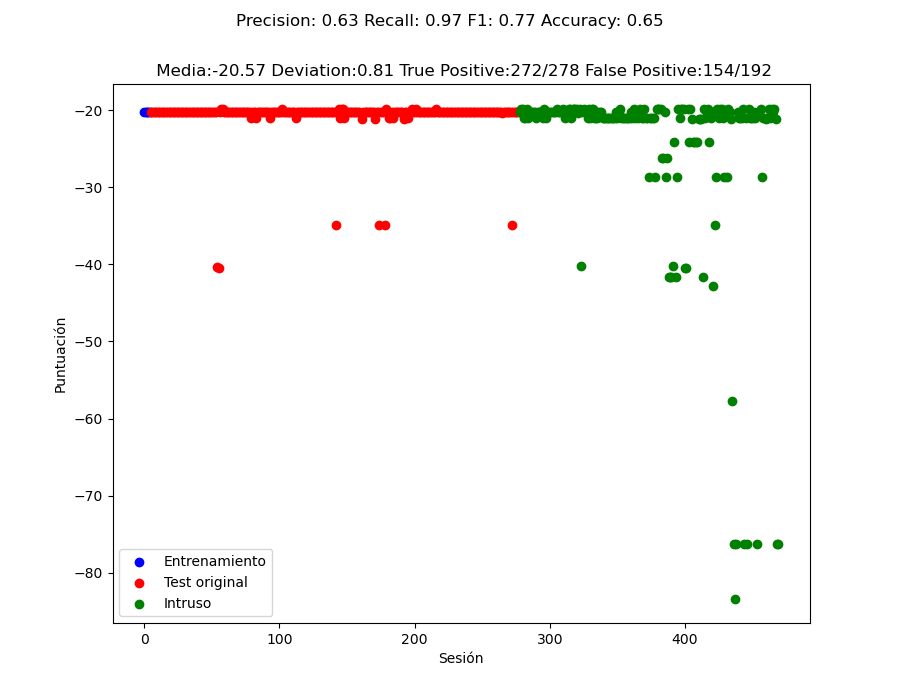 Precision: 0.63 Recall: 0.97 F1: 0.77 Accuracy: 0.65
Media:-20.57 Deviation:0.81 True Positive:272/278 False Positive:154/192
Puntuación
−20
−30
−40
−50
−60
−70
−80
Entrenamiento
Test original
Intruso
0
100
200
300
400
Sesión